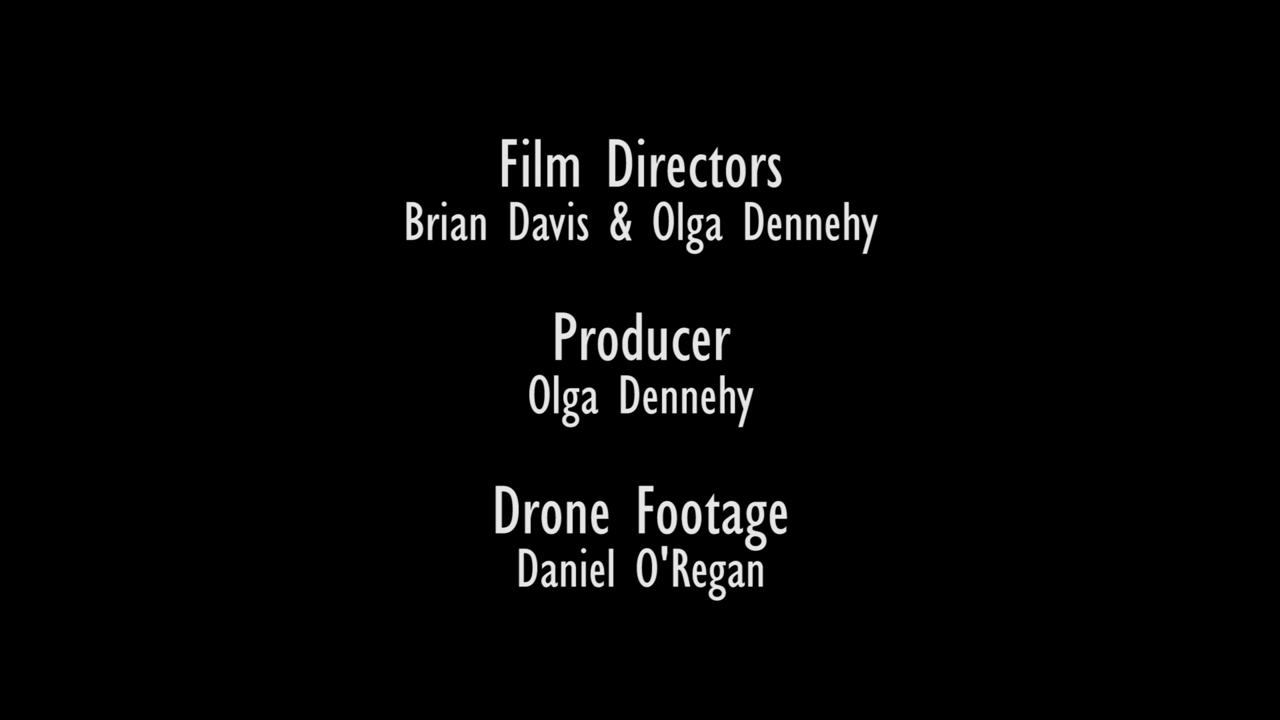 Film Directors
Brian Davis & Olga Dennehy
Producer
Olga Dennehy
Drone Footage
Daniel O'Regan